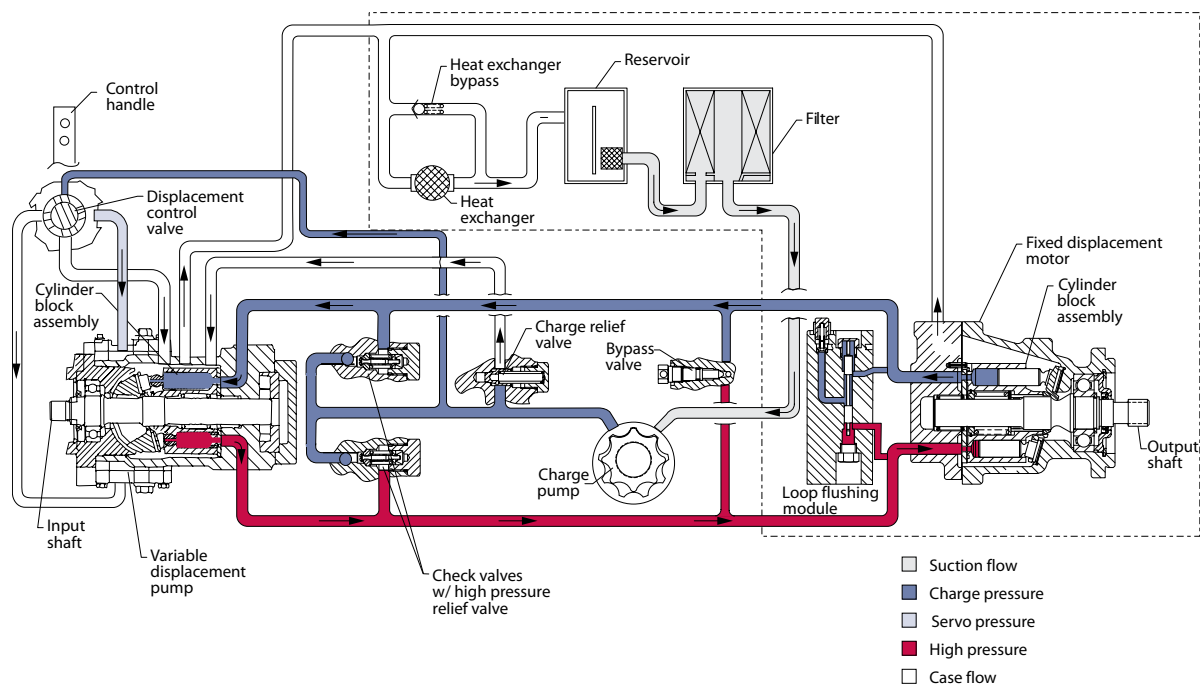 Control
handle
Heat exchanger
bypass
Reservoir
Filter
Displacement
control
valve
Heat
exchanger
Fixed displacement
motor
Cylinder
block
assembly
Cylinder
block
assembly
Charge relief
valve
Bypass
valve
Charge
pump
Loop flushing
module
Output
shaft
Input
shaft
Variable
displacement
pump
Check valves
w/ high pressure
relief valve
Suction flow
Charge pressure
Servo pressure
High pressure
Case flow